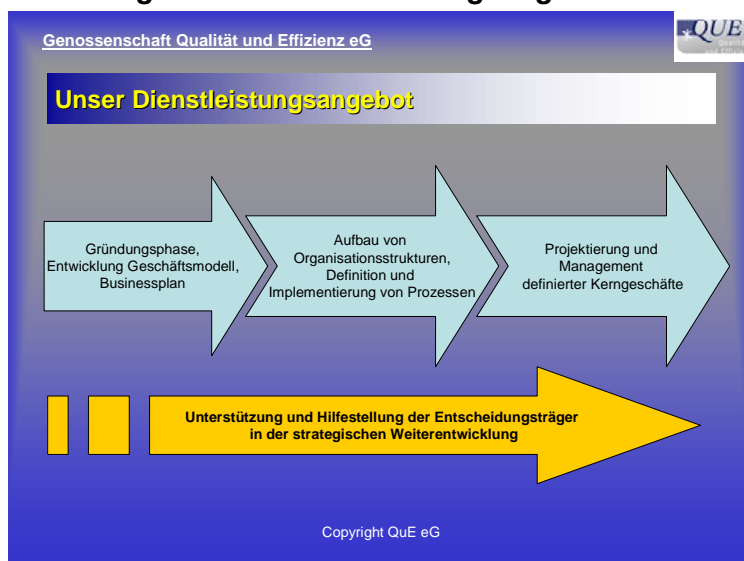 Genossenschaft Qualität und Effizienz eG
QUE
Unser Dienstleistungsangebot
Gründungsphase,
Entwicklung Geschäftsmodell,
Businessplan
Aufbau von
Organisationsstrukturen,
Definition und
Implementierung von Prozessen
Projektierung und
Management
definierter Kerngeschäfte
Unterstützung und Hilfestellung der Entscheidungsträger
in der strategischen Weiterentwicklung
Copyright QuE eG